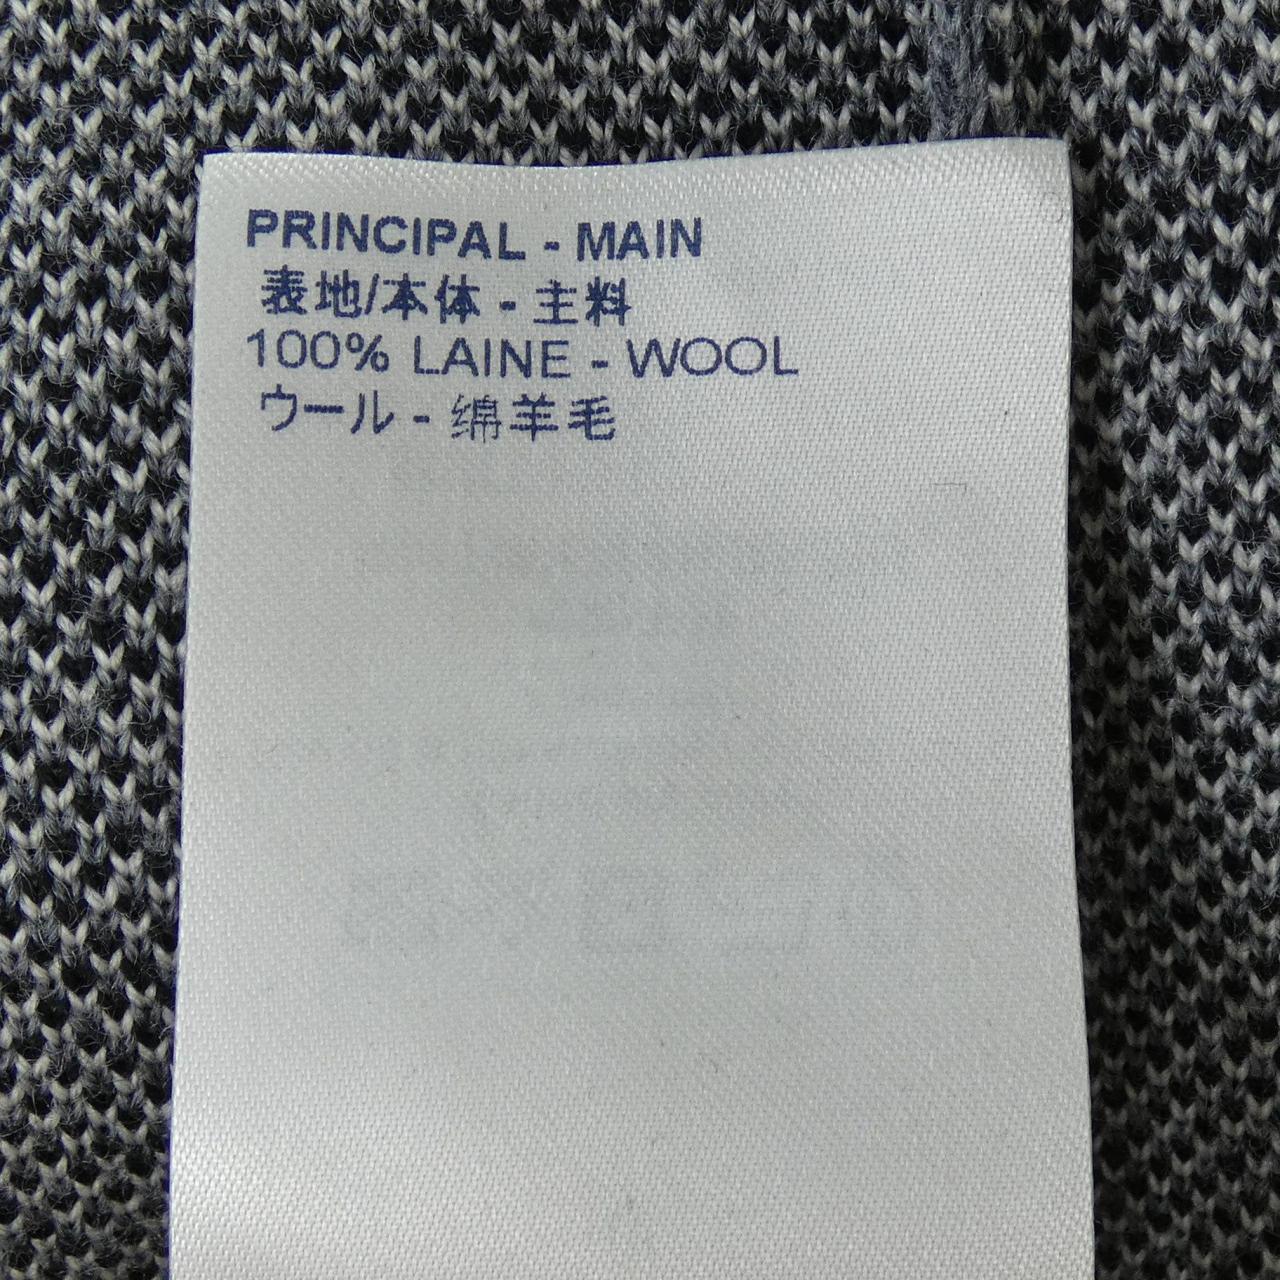 PRINCIPAL - MAIN
表地/本体 - 主料
100% LAINE - WOOL
ウール - 绵羊毛